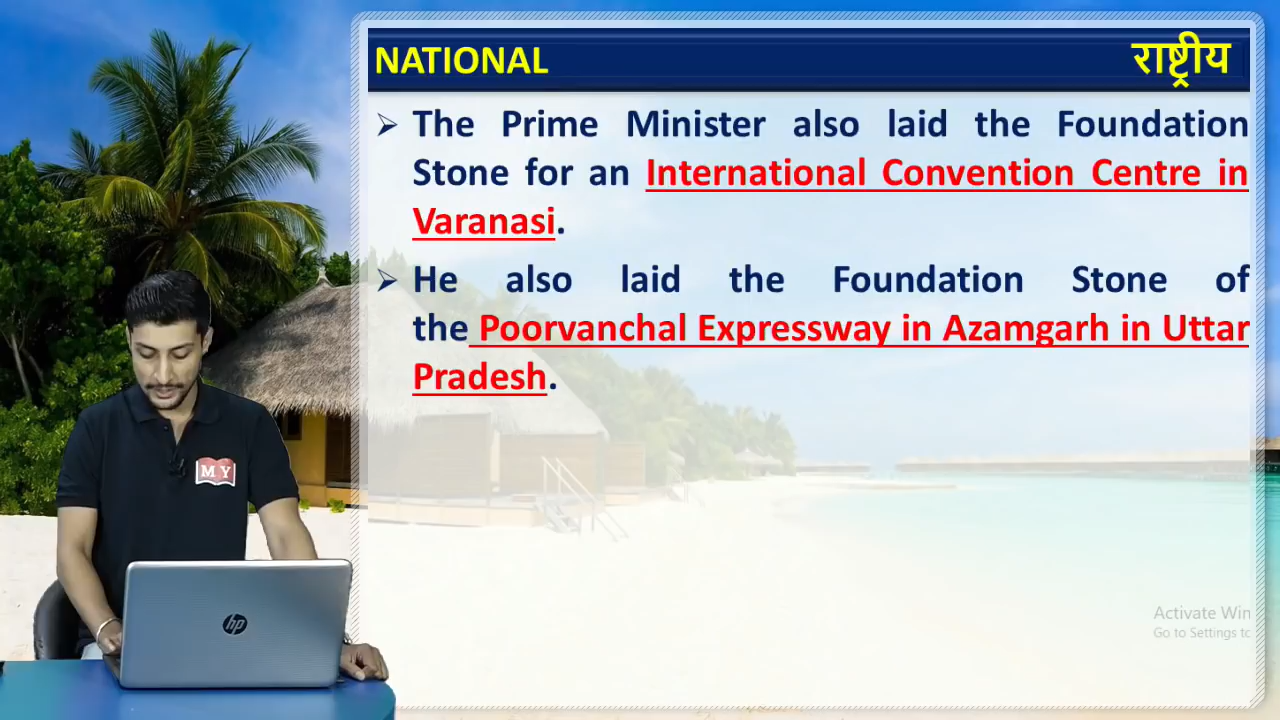 NATIONAL राष्ट्रीय
➢ The Prime Minister also laid the Foundation
Stone for an International Convention Centre in
Varanasi.
➢ He also laid the Foundation Stone of
the Poorvanchal Expressway in Azamgarh in Uttar
Pradesh.
MY
hp
Activate Win
Go to Settings tc